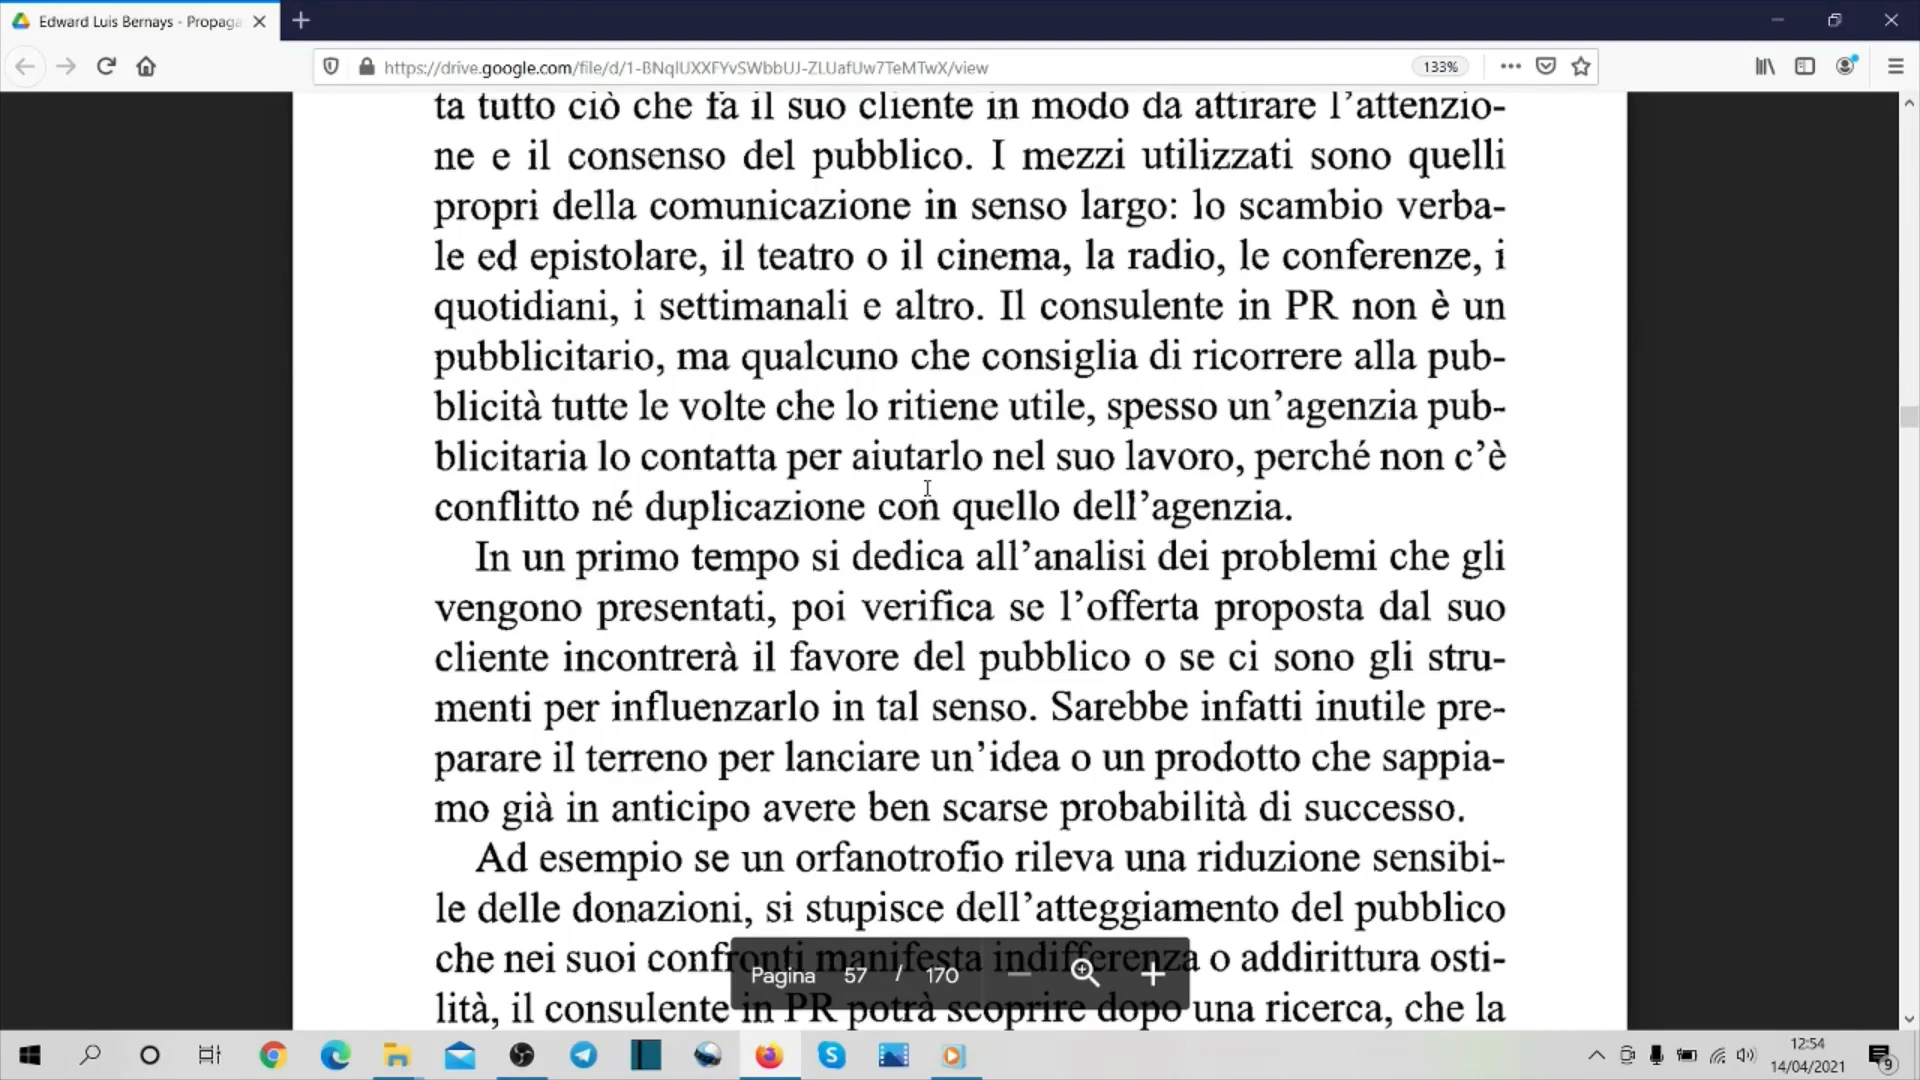 Edward Luis Bernays - Propaga
https://drive.google.com/file/d/1-BNqlUXXFYvSWbbUJ-ZLUafUw7TeMTwX/view
133%
ta tutto ciò che fa il suo cliente in modo da attirare l'attenzio-
ne e il consenso del pubblico. I mezzi utilizzati sono quelli
propri della comunicazione in senso largo: lo scambio verba-
le ed epistolare, il teatro o il cinema, la radio, le conferenze, i
quotidiani, i settimanali e altro. Il consulente in PR non è un
pubblicitario, ma qualcuno che consiglia di ricorrere alla pub-
blicità tutte le volte che lo ritiene utile, spesso un'agenzia pub-
blicitaria lo contatta per aiutarlo nel suo lavoro, perché non c'è
conflitto né duplicazione con quello dell'agenzia.
In un primo tempo si dedica all'analisi dei problemi che gli
vengono presentati, poi verifica se l'offerta proposta dal suo
cliente incontrerà il favore del pubblico o se ci sono gli stru-
menti per influenzarlo in tal senso. Sarebbe infatti inutile pre-
parare il terreno per lanciare un'idea o un prodotto che sappia-
mo già in anticipo avere ben scarse probabilità di successo.
Ad esempio se un orfanotrofio rileva una riduzione sensibi-
le delle donazioni, si stupisce dell'atteggiamento del pubblico
che nei suoi confronti manifesta indifferenza o addirittura osti-
lità, il consulente in PR potrà scoprire dopo una ricerca, che la
Pagina 57 / 170
12:54
14/04/2021
9